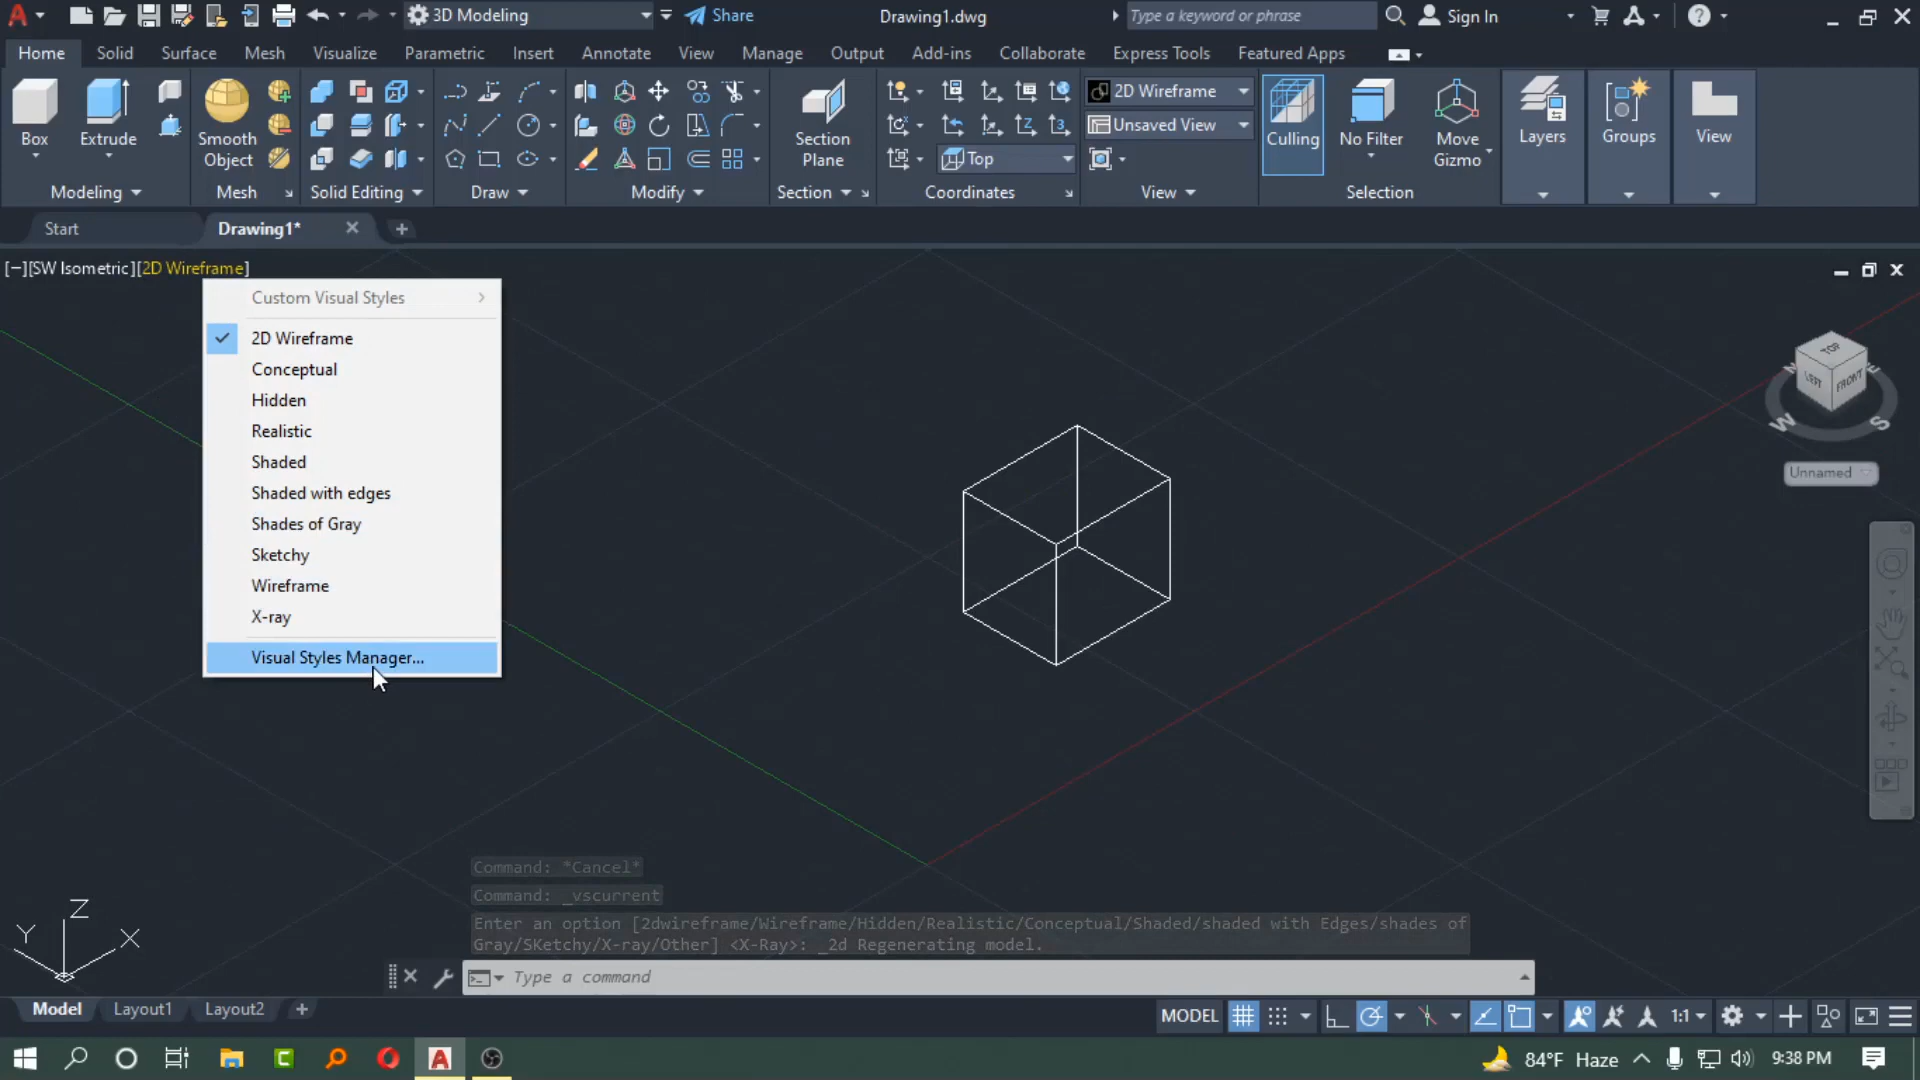 3D Modeling
Share
Drawing1.dwg
Type a keyword or phrase
Sign In
Home Solid Surface Mesh Visualize Parametric Insert Annotate View Manage Output Add-ins Collaborate Express Tools Featured Apps
Box
Extrude
Smooth
Object
Section
Plane
Top
2D Wireframe
Unsaved View
Culling
No Filter
Move
Gizmo
Layers
Groups
View
Modeling
Mesh
Solid Editing
Draw
Modify
Section
Coordinates
View
Selection
Start
Drawing1*
[−][SW Isometric][2D Wireframe]
Custom Visual Styles
2D Wireframe
Conceptual
Hidden
Realistic
Shaded
Shaded with edges
Shades of Gray
Sketchy
Wireframe
X-ray
Visual Styles Manager...
TOP
LEFT
FRONT
W
S
Unnamed
Z
Y
X
Command: *Cancel*
Command: _vscurrent
Enter an option [2dwireframe/Wireframe/Hidden/Realistic/Conceptual/Shaded/shaded with Edges/shades of
Gray/SKetchy/X-ray/Other] <X-Ray>: _2d Regenerating model.
Type a command
Model Layout1 Layout2
MODEL
1:1
84°F Haze
9:38 PM